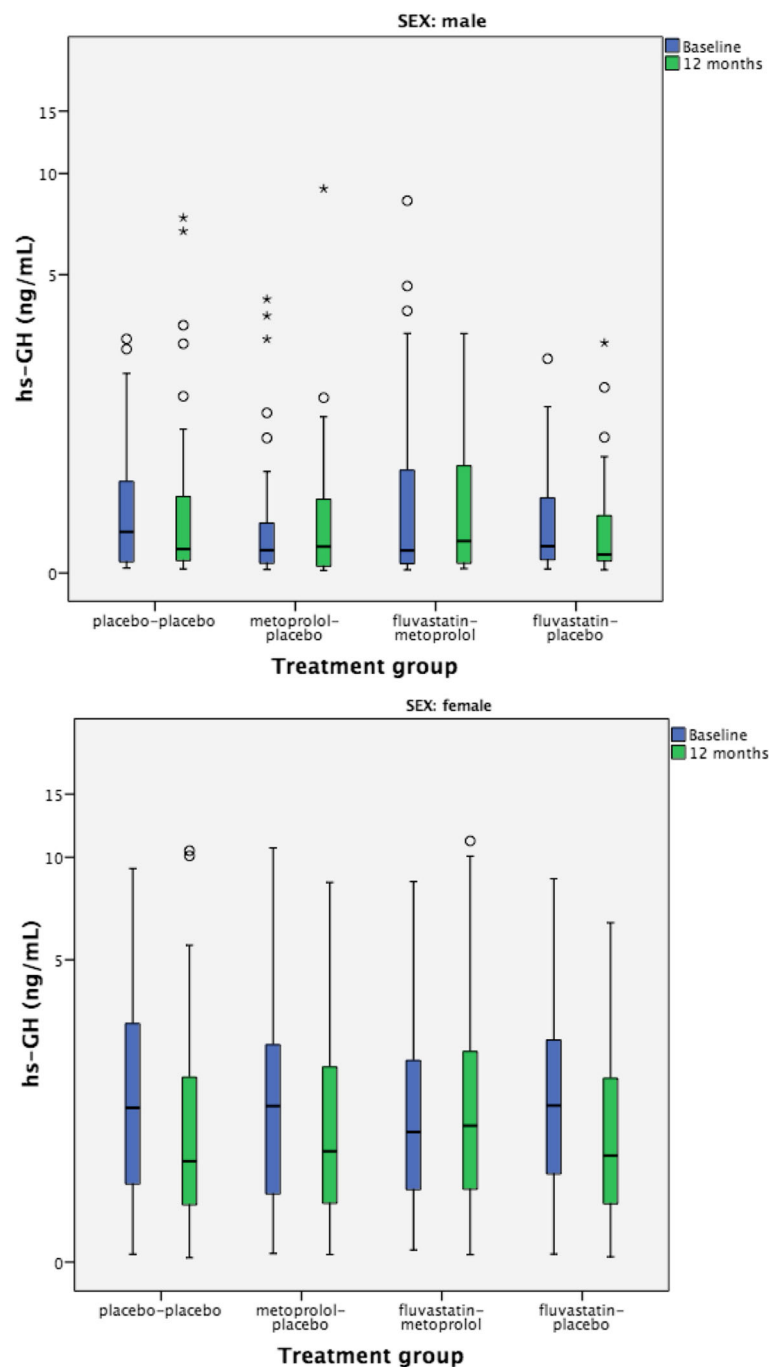 SEX: male
Baseline
12 months
15
10
5
0
hs-GH (ng/mL)
placebo-placebo
metoprolol-
placebo
fluvastatin-
metoprolol
fluvastatin-
placebo
Treatment group
SEX: female
Baseline
12 months
15
10
5
0
hs-GH (ng/mL)
placebo-placebo
metoprolol-
placebo
fluvastatin-
metoprolol
fluvastatin-
placebo
Treatment group